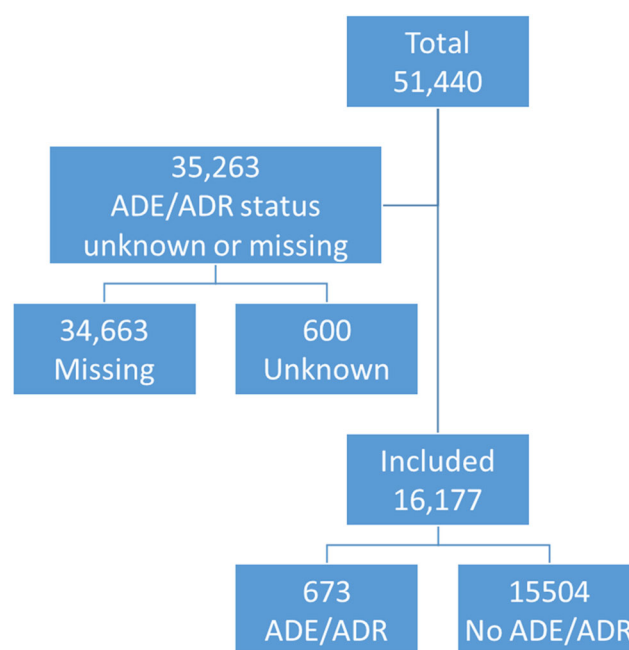 Total
51,440
35,263
ADE/ADR status
unknown or missing
34,663
Missing
600
Unknown
Included
16,177
673
ADE/ADR
15504
No ADE/ADR